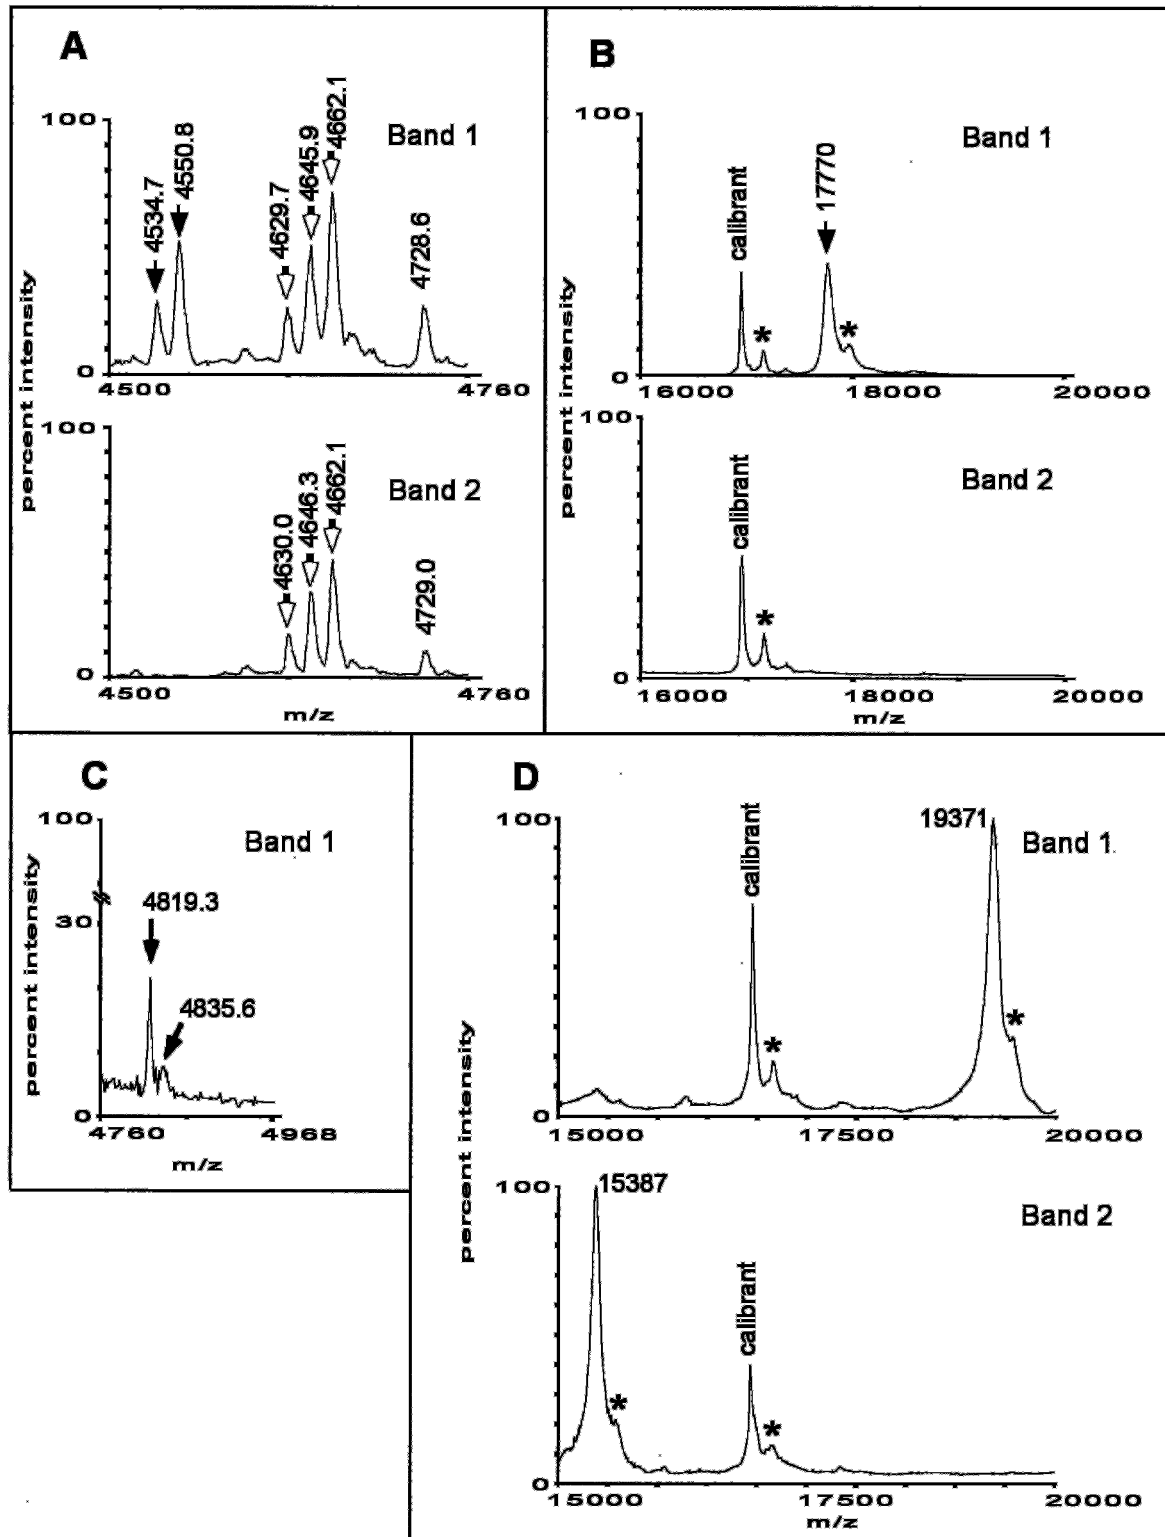 A
100
4534.7
4550.8
4629.7
4645.9
4662.1
4728.6
Band 1
percent intensity
0
4500
4760
100
4630.0
4646.3
4662.1
4729.0
Band 2
0
4500
4760
m/z
B
100
calibrant
*
17770
*
Band 1
percent intensity
0
16000
18000
20000
100
calibrant
*
Band 2
0
16000
18000
20000
m/z
C
100
Band 1
percent intensity
30
4819.3
4835.6
0
4760
4968
m/z
D
100
calibrant
*
19371
*
Band 1
0
15000
17500
20000
percent intensity
100
15387
*
calibrant
*
Band 2
0
15000
17500
20000
m/z